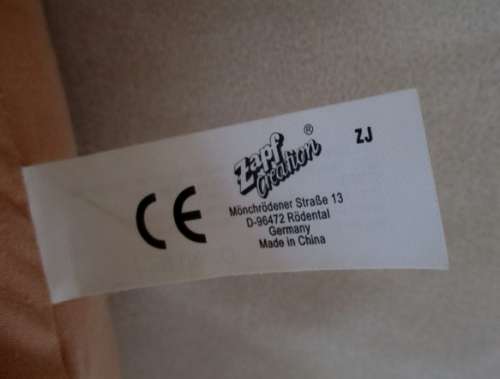 Zapf
Creation
®
ZJ
CE
Mönchrödener Straße 13
D-96472 Rödental
Germany
Made in China